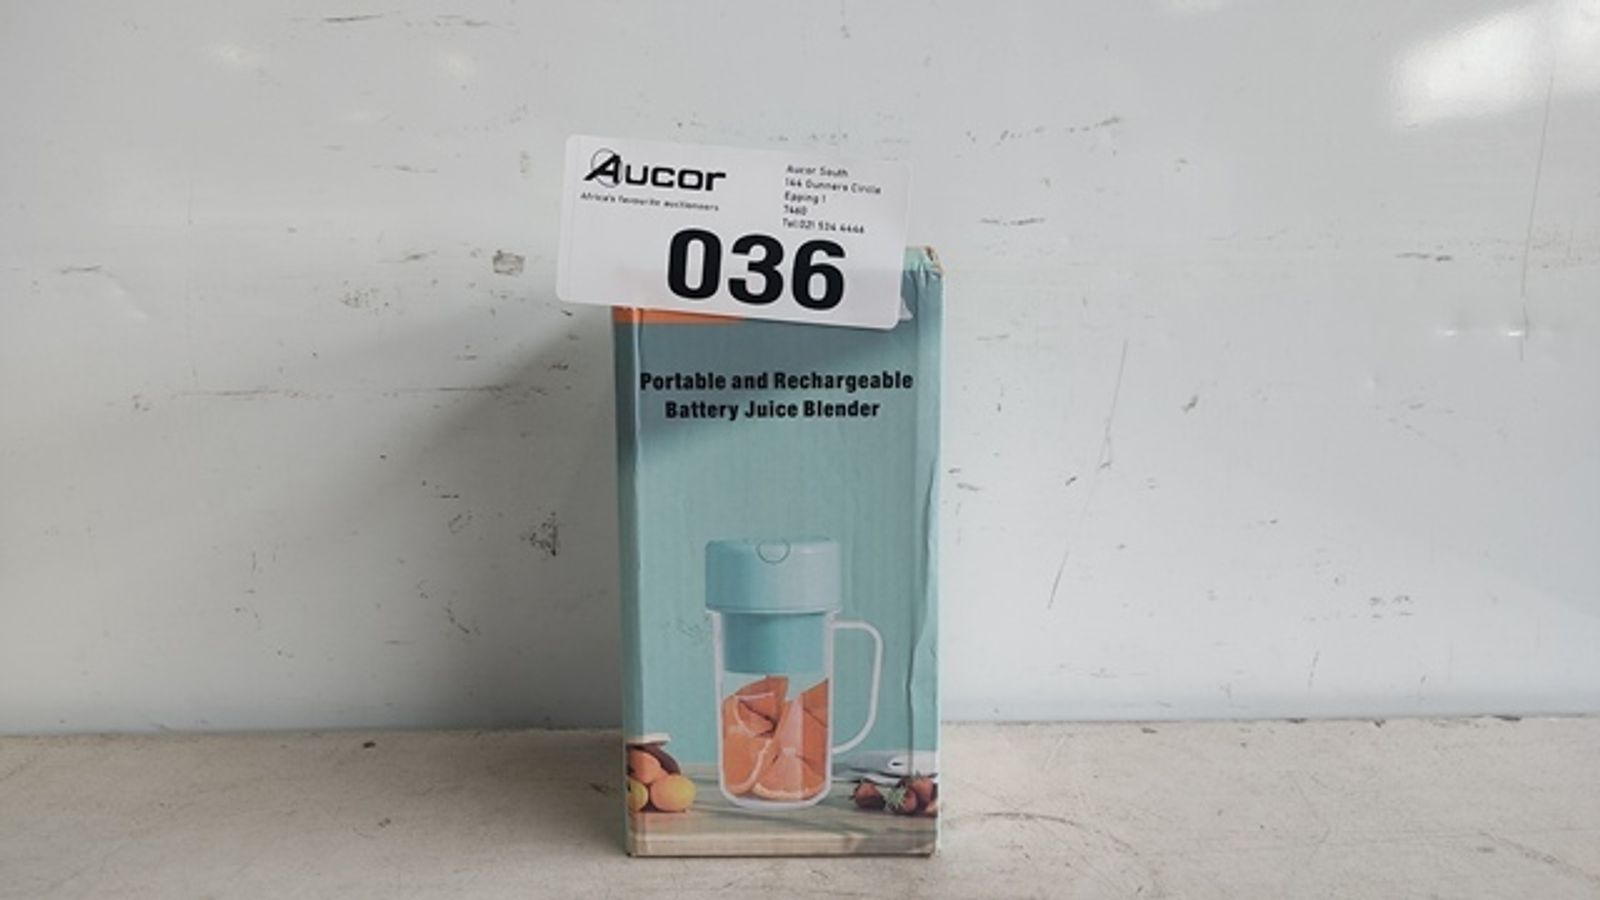 Aucor
Africa's favourite auctioneers
Aucor South
144 Gunners Circle
Epping 1
7460
Tel:021 534 4446
036
Portable and Rechargeable
Battery Juice Blender